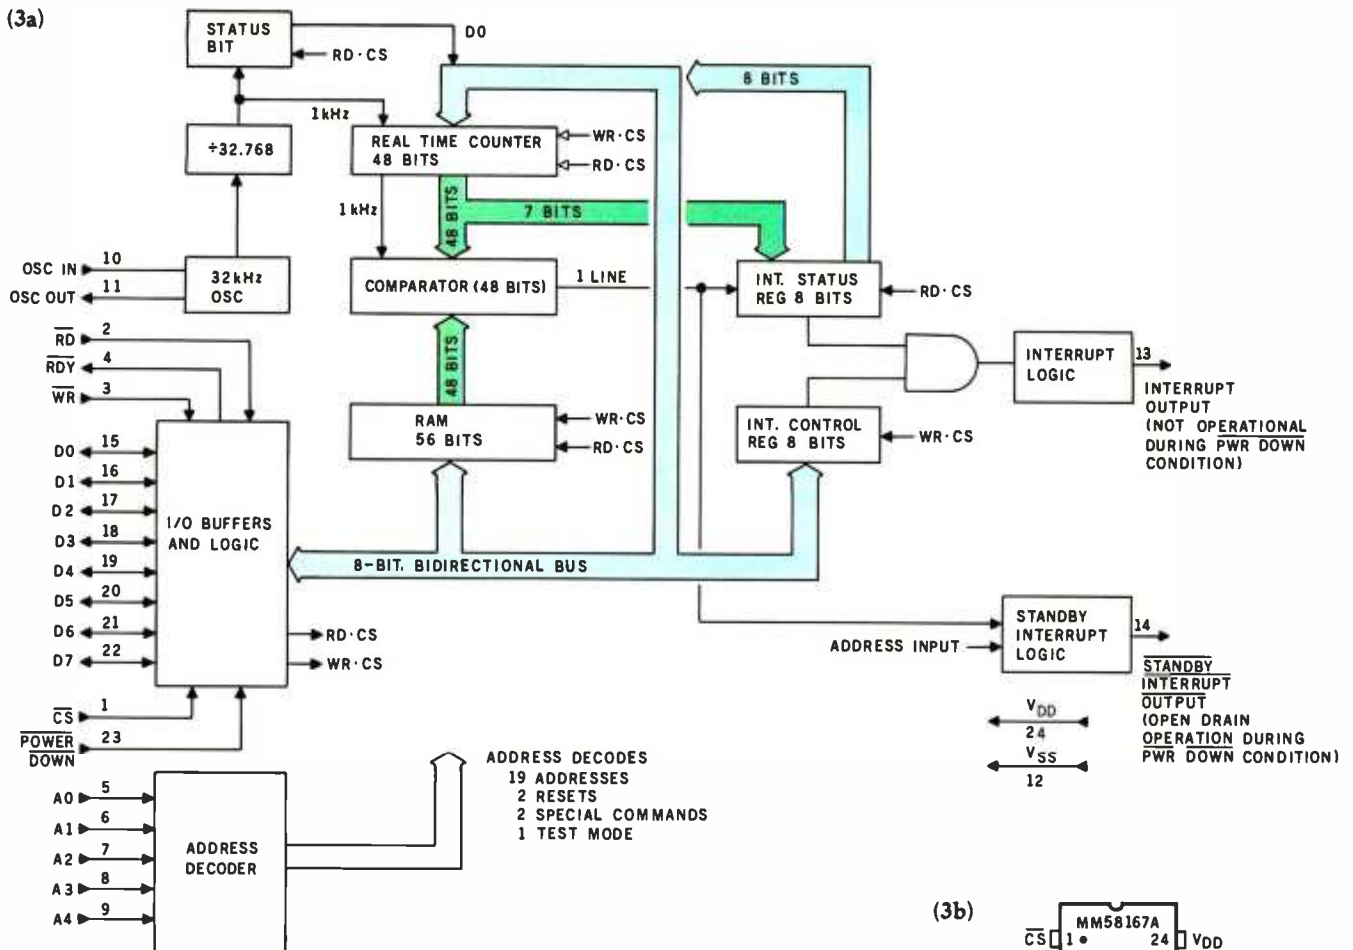 (3a)
STATUS
BIT
D0
RD·CS
8 BITS
1kHz
÷32.768
REAL TIME COUNTER
48 BITS
WR·CS
RD·CS
1kHz
48 BITS
7 BITS
OSC IN
10
OSC OUT
11
32kHz
OSC
COMPARATOR (48 BITS)
1 LINE
INT. STATUS
REG 8 BITS
RD·CS
RD
2
RDY
4
WR
3
48 BITS
INTERRUPT
LOGIC
13
INTERRUPT
OUTPUT
(NOT OPERATIONAL
DURING PWR DOWN
CONDITION)
RAM
56 BITS
WR·CS
RD·CS
INT. CONTROL
REG 8 BITS
WR·CS
D0 15
D1 16
D2 17
D3 18
D4 19
D5 20
D6 21
D7 22
I/O BUFFERS
AND LOGIC
8-BIT. BIDIRECTIONAL BUS
RD·CS
WR·CS
CS
1
POWER
DOWN
23
ADDRESS INPUT
STANDBY
INTERRUPT
LOGIC
14
STANDBY
INTERRUPT
OUTPUT
(OPEN DRAIN
OPERATION DURING
PWR DOWN CONDITION)
VDD
24
VSS
12
ADDRESS DECODES
19 ADDRESSES
2 RESETS
2 SPECIAL COMMANDS
1 TEST MODE
A0 5
A1 6
A2 7
A3 8
A4 9
ADDRESS
DECODER
(3b)
MM58167A
CS 1 24 VDD